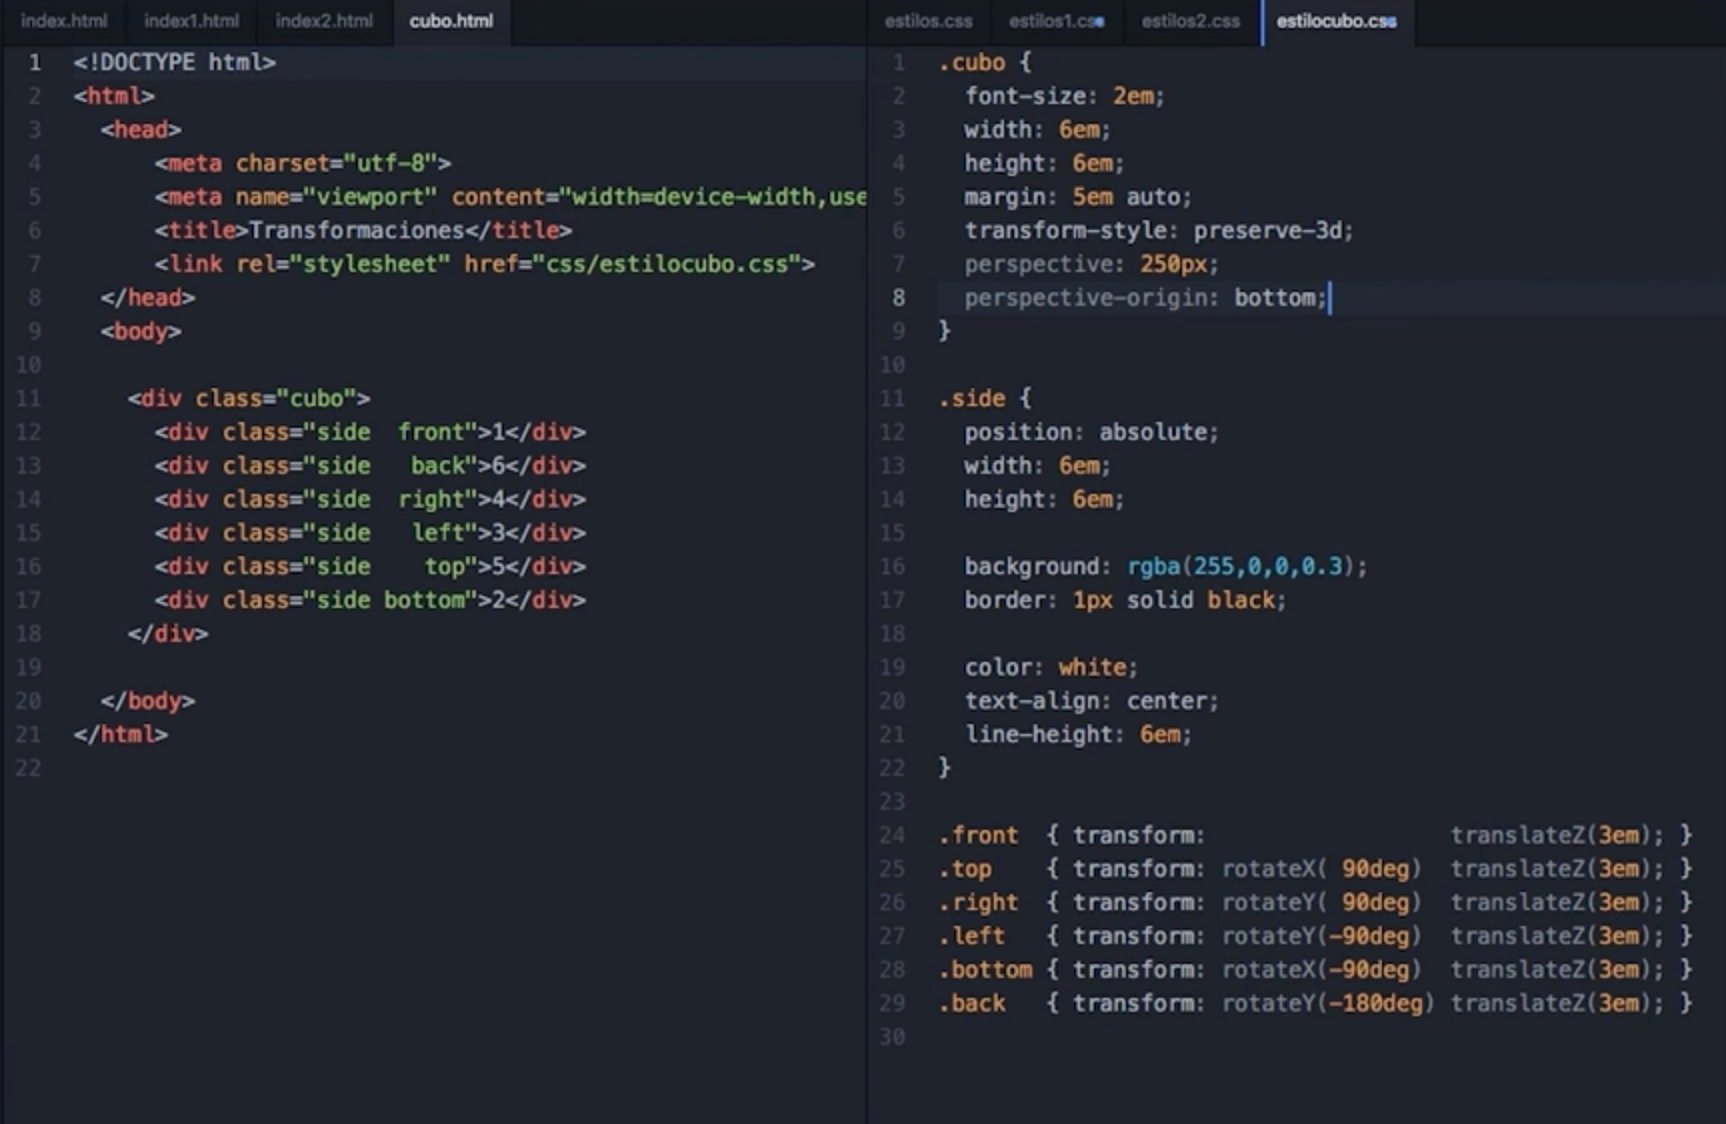 index.html index1.html index2.html cubo.html
1 <!DOCTYPE html>
2 <html>
3 <head>
4 <meta charset="utf-8">
5 <meta name="viewport" content="width=device-width,use
6 <title>Transformaciones</title>
7 <link rel="stylesheet" href="css/estilocubo.css">
8 </head>
9 <body>
10
11 <div class="cubo">
12 <div class="side  front">1</div>
13 <div class="side   back">6</div>
14 <div class="side  right">4</div>
15 <div class="side   left">3</div>
16 <div class="side    top">5</div>
17 <div class="side bottom">2</div>
18 </div>
19
20 </body>
21 </html>
22
estilos.css estilos1.css estilos2.css estilocubo.css
1 .cubo {
2 font-size: 2em;
3 width: 6em;
4 height: 6em;
5 margin: 5em auto;
6 transform-style: preserve-3d;
7 perspective: 250px;
8 perspective-origin: bottom;
9 }
10
11 .side {
12 position: absolute;
13 width: 6em;
14 height: 6em;
15
16 background: rgba(255,0,0,0.3);
17 border: 1px solid black;
18
19 color: white;
20 text-align: center;
21 line-height: 6em;
22 }
23
24 .front  { transform:                  translateZ(3em); }
25 .top    { transform: rotateX( 90deg)  translateZ(3em); }
26 .right  { transform: rotateY( 90deg)  translateZ(3em); }
27 .left   { transform: rotateY(-90deg)  translateZ(3em); }
28 .bottom { transform: rotateX(-90deg)  translateZ(3em); }
29 .back   { transform: rotateY(-180deg) translateZ(3em); }
30